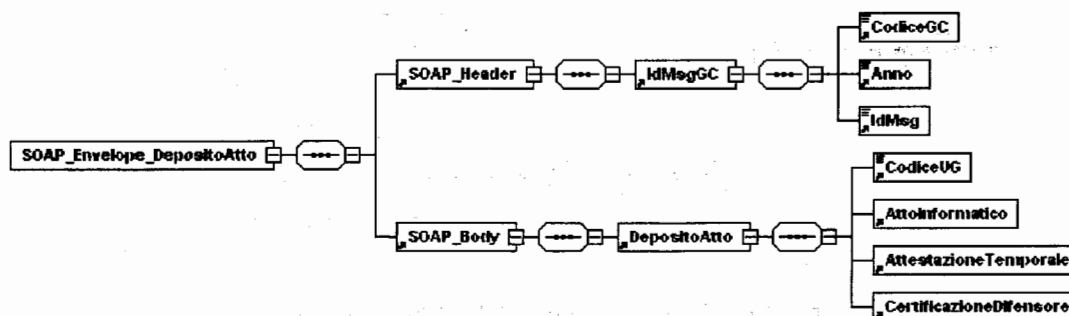 CodiceGC
SOAP_Header
IdMsgGC
Anno
IdMsg
SOAP_Envelope_DepositoAtto
CodiceUG
AttoInformatico
SOAP_Body
DepositoAtto
AttestazioneTemporale
CertificazioneDifensore